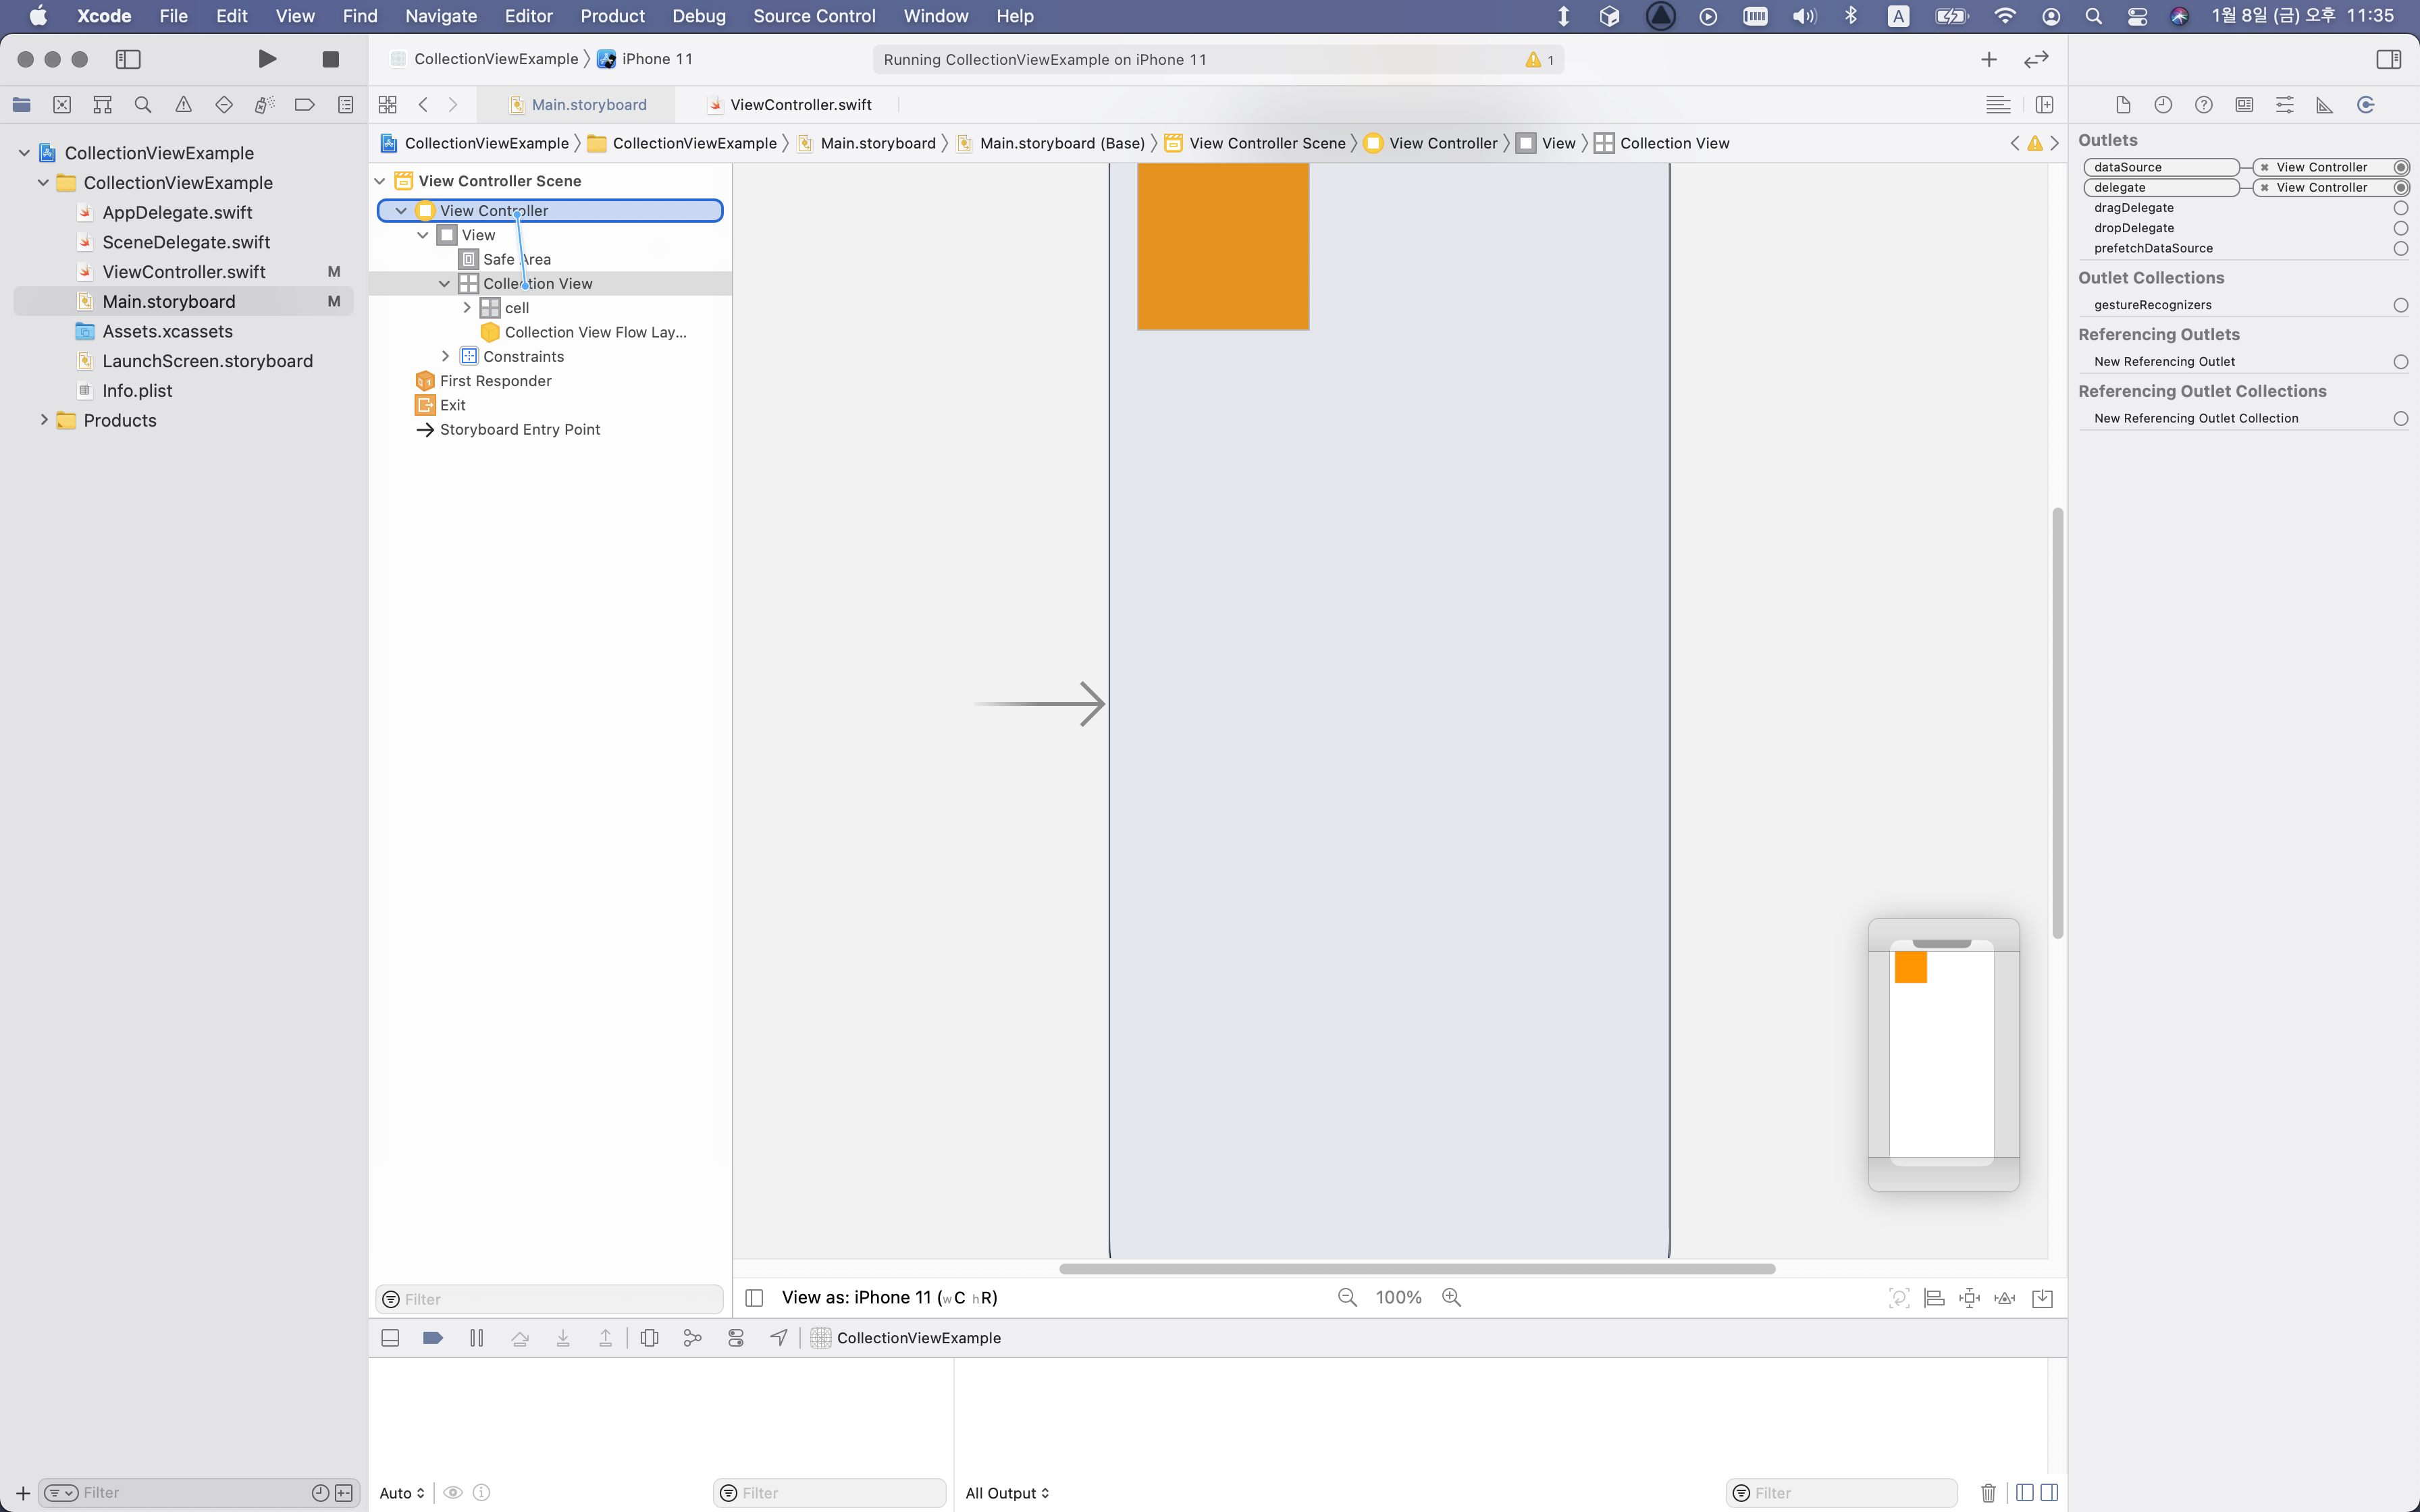 Xcode File Edit View Find Navigate Editor Product Debug Source Control Window Help A 1월 8일 (금) 오후 11:35
CollectionViewExample iPhone 11 Running CollectionViewExample on iPhone 11 1
Main.storyboard ViewController.swift
CollectionViewExample CollectionViewExample Main.storyboard Main.storyboard (Base) View Controller Scene View Controller View Collection View
CollectionViewExample
CollectionViewExample
AppDelegate.swift
SceneDelegate.swift
ViewController.swift M
Main.storyboard M
Assets.xcassets
LaunchScreen.storyboard
Info.plist
Products
Filter
View Controller Scene
View Controller
View
Safe Area
Collection View
cell
Collection View Flow Lay...
Constraints
First Responder
Exit
Storyboard Entry Point
Filter
View as: iPhone 11 (wC hR) 100%
CollectionViewExample
Auto Filter All Output Filter
Outlets
dataSource View Controller
delegate View Controller
dragDelegate
dropDelegate
prefetchDataSource
Outlet Collections
gestureRecognizers
Referencing Outlets
New Referencing Outlet
Referencing Outlet Collections
New Referencing Outlet Collection